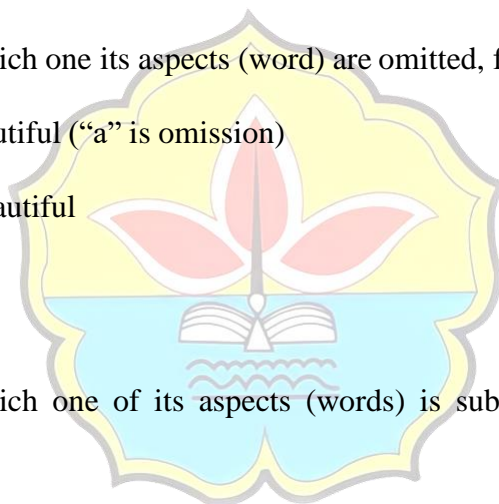 ich one its aspects (word) are omitted, f
utiful (“a” is omission)
autiful
ich one of its aspects (words) is sub